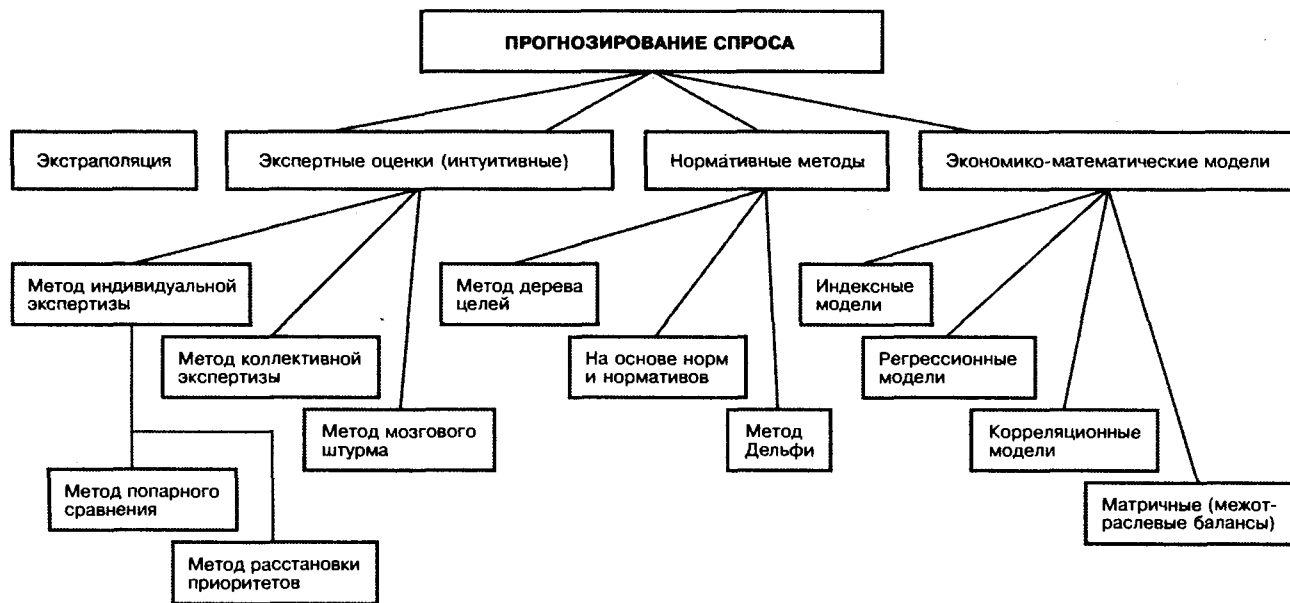 ПРОГНОЗИРОВАНИЕ СПРОСА
Экстраполяция
Экспертные оценки (интуитивные)
Нормативные методы
Экономико-математические модели
Метод индивидуальной
экспертизы
Метод дерева
целей
Индексные
модели
Метод коллективной
экспертизы
На основе норм
и нормативов
Регрессионные
модели
Метод мозгового
штурма
Метод
Дельфи
Корреляционные
модели
Метод попарного
сравнения
Матричные (межот-
раслевые балансы)
Метод расстановки
приоритетов